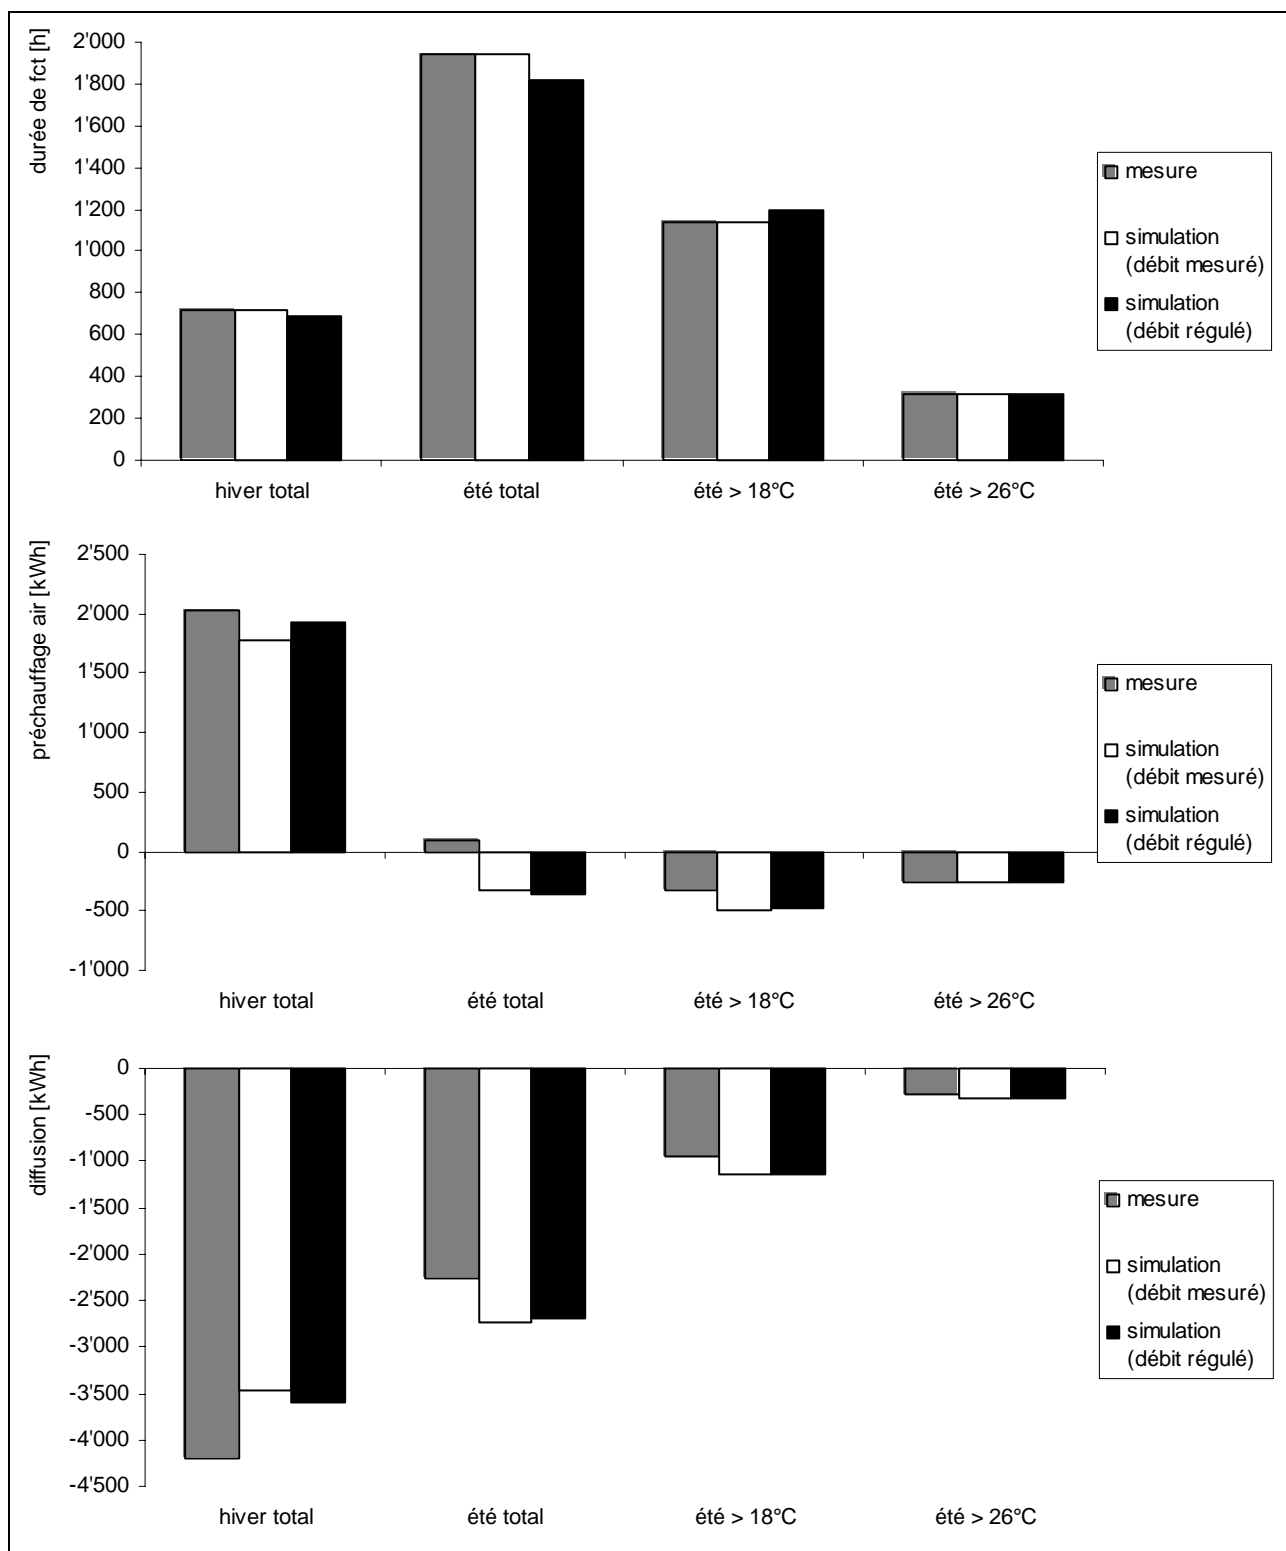 durée de fct [h]
2'000
1'800
1'600
1'400
1'200
1'000
800
600
400
200
0
hiver total
été total
été > 18°C
été > 26°C
mesure
simulation
(débit mesuré)
simulation
(débit régulé)
préchauffage air [kWh]
2'500
2'000
1'500
1'000
500
0
-500
-1'000
hiver total
été total
été > 18°C
été > 26°C
mesure
simulation
(débit mesuré)
simulation
(débit régulé)
diffusion [kWh]
0
-500
-1'000
-1'500
-2'000
-2'500
-3'000
-3'500
-4'000
-4'500
hiver total
été total
été > 18°C
été > 26°C
mesure
simulation
(débit mesuré)
simulation
(débit régulé)